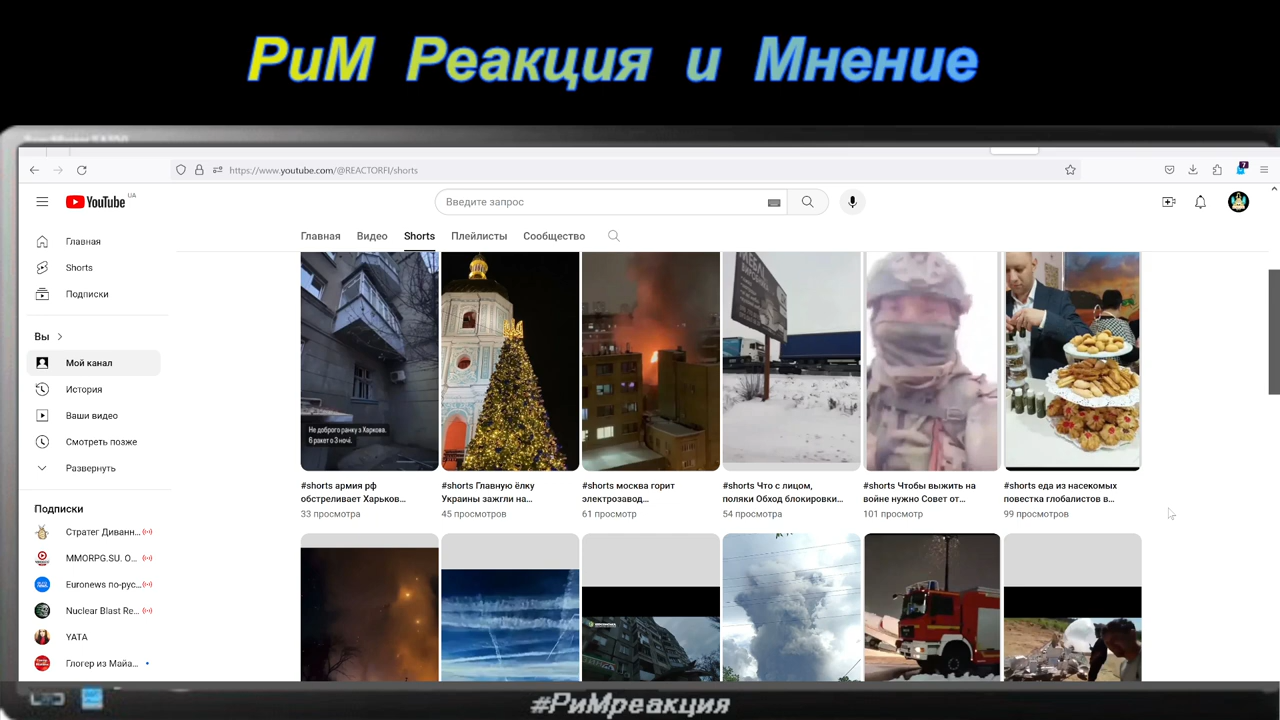 РиМ Реакция и Мнение
https://www.youtube.com/@REACTORFI/shorts
7
YouTube UA
Введите запрос
Главная Видео Shorts Плейлисты Сообщество
Главная
Shorts
Подписки
Вы
Мой канал
История
Ваши видео
Смотреть позже
Развернуть
Подписки
Стратег Диванн...
MMORPG.SU. O...
Euronews по-рус...
Nuclear Blast Re...
YATA
Глогер из Майа...
Не доброго ранку з Харкова.
6 ракет о 3 ночі.
#shorts армия рф
обстреливает Харьков...
33 просмотра
#shorts Главную ёлку
Украины зажгли на...
45 просмотров
#shorts москва горит
электрозавод...
61 просмотр
#shorts Что с лицом,
поляки Обход блокировки...
54 просмотра
#shorts Чтобы выжить на
войне нужно Совет от...
101 просмотр
#shorts еда из насекомых
повестка глобалистов в...
99 просмотров
#РиМреакция